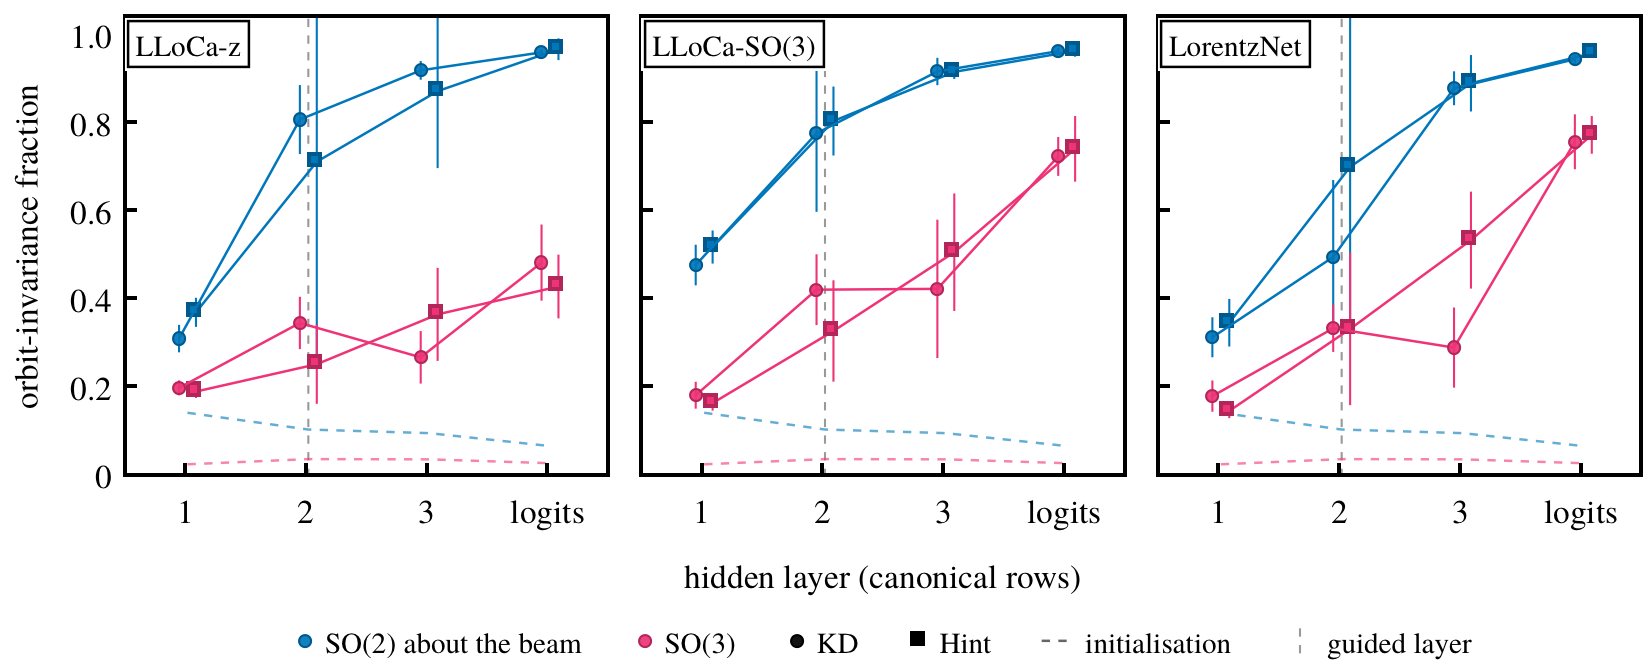 LLoCa-z
LLoCa-SO(3)
LorentzNet
orbit-invariance fraction
1.0
0.8
0.6
0.4
0.2
0
1 2 3 logits
1 2 3 logits
1 2 3 logits
hidden layer (canonical rows)
SO(2) about the beam SO(3) KD Hint initialisation guided layer